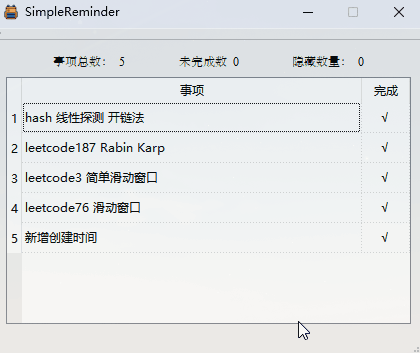 SimpleReminder
事项总数： 5 未完成数 0 隐藏数量： 0
事项 完成
1 hash 线性探测 开链法 √
2 leetcode187 Rabin Karp √
3 leetcode3 简单滑动窗口 √
4 leetcode76 滑动窗口 √
5 新增创建时间 √